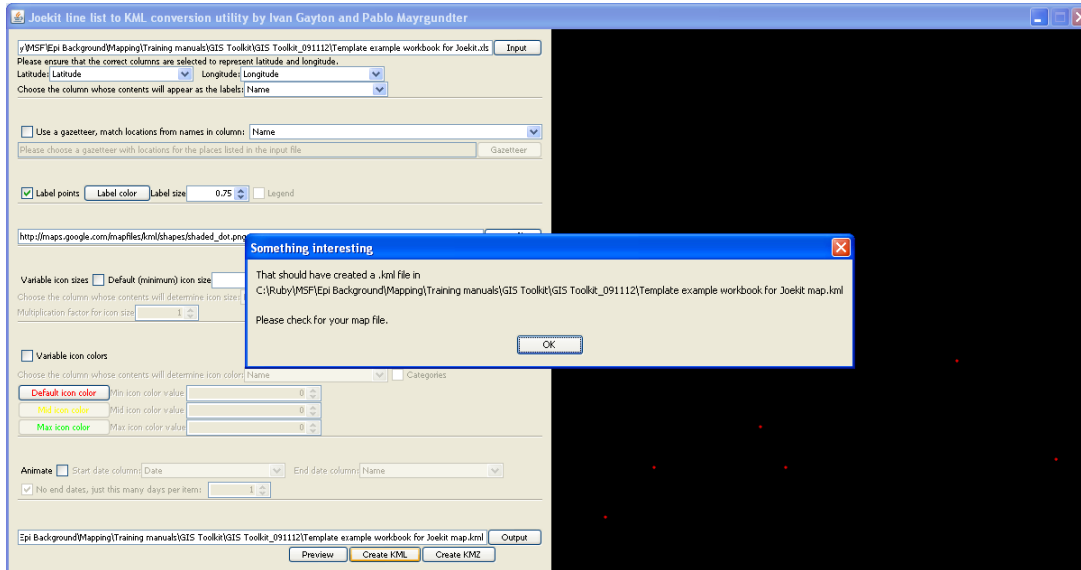 Joekit line list to KML conversion utility by Ivan Gayton and Pablo Mayrgundter
y\MSF\Epi Background\Mapping\Training manuals\GIS Toolkit\GIS Toolkit_091112\Template example workbook for Joekit.xls Input
Please ensure that the correct columns are selected to represent latitude and longitude.
Latitude: Latitude Longitude: Longitude
Choose the column whose contents will appear as the labels: Name
Use a gazetteer, match locations from names in column: Name
Please choose a gazetteer with locations for the places listed in the input file Gazetteer
Label points Label color Label size 0.75 Legend
http://maps.google.com/mapfiles/kml/shapes/shaded_dot.png
Something interesting
That should have created a .kml file in
C:\Ruby\MSF\Epi Background\Mapping\Training manuals\GIS Toolkit\GIS Toolkit_091112\Template example workbook for Joekit map.kml
Please check for your map file.
OK
Variable icon sizes Default (minimum) icon size
Choose the column whose contents will determine icon size:
Multiplication factor for icon size 1
Variable icon colors
Choose the column whose contents will determine icon color: Name Categories
Default icon color Min icon color value 0
Mid icon color Mid icon color value 0
Max icon color Max icon color value 0
Animate Start date column: Date End date column: Name
No end dates, just this many days per item: 1
Epi Background\Mapping\Training manuals\GIS Toolkit\GIS Toolkit_091112\Template example workbook for Joekit map.kml Output
Preview Create KML Create KMZ